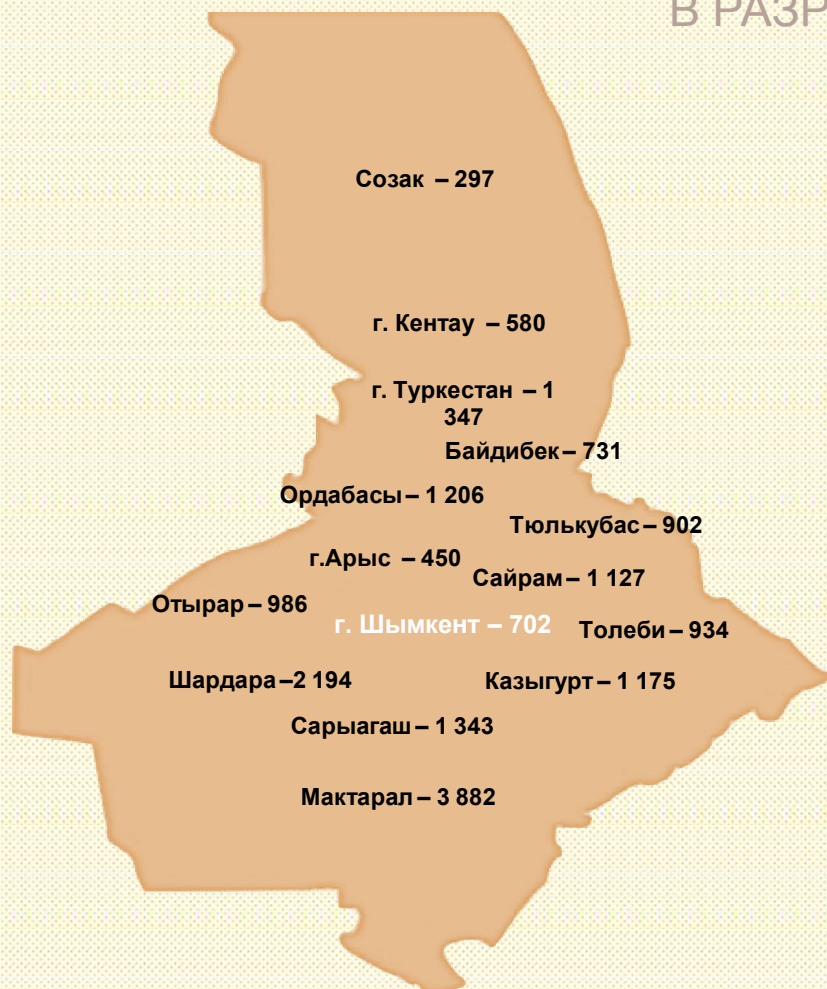 В РАЗР
Созак – 297
г. Кентау – 580
г. Туркестан – 1
347
Байдибек – 731
Ордабасы – 1 206
Тюлькубас – 902
г.Арыс – 450
Сайрам – 1 127
Отырар – 986
г. Шымкент – 702
Толеби – 934
Шардара –2 194
Казыгурт – 1 175
Сарыагаш – 1 343
Мактарал – 3 882